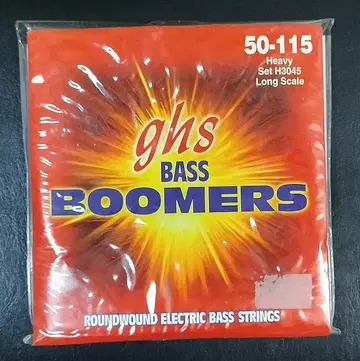 50-115
Heavy
Set H3045
Long Scale
ghs
BASS
BOOMERS
ROUNDWOUND ELECTRIC BASS STRINGS